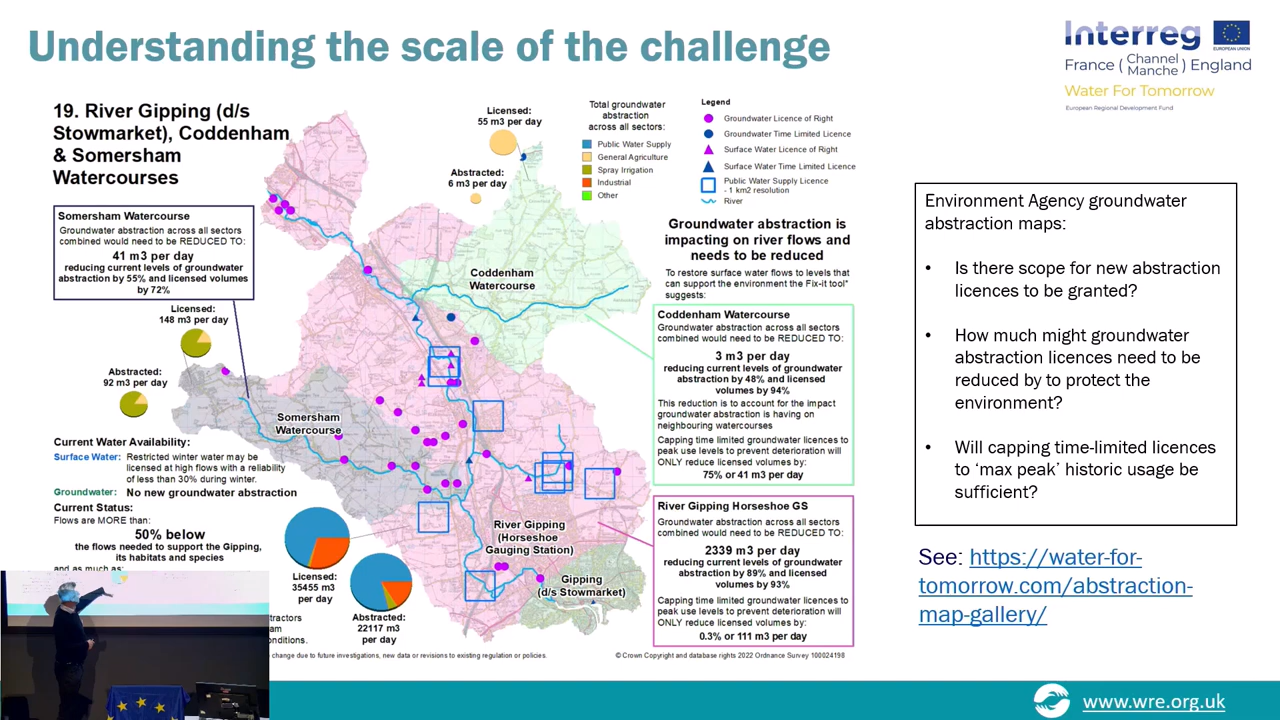 Understanding the scale of the challenge
Interreg
EUROPEAN UNION
France ( Channel Manche ) England
Water For Tomorrow
European Regional Development Fund
19. River Gipping (d/s
Stowmarket), Coddenham
& Somersham
Watercourses
Licensed:
55 m3 per day
Abstracted:
6 m3 per day
Total groundwater
abstraction
across all sectors:
Public Water Supply
General Agriculture
Spray Irrigation
Industrial
Other
Legend
Groundwater Licence of Right
Groundwater Time Limited Licence
Surface Water Licence of Right
Surface Water Time Limited Licence
Public Water Supply Licence
- 1 km2 resolution
River
Somersham Watercourse
Groundwater abstraction across all sectors
combined would need to be REDUCED TO:
41 m3 per day
reducing current levels of groundwater
abstraction by 55% and licensed volumes
by 72%
Licensed:
148 m3 per day
Abstracted:
92 m3 per day
Coddenham
Watercourse
Somersham
Watercourse
River Gipping
(Horseshoe
Gauging Station)
Gipping
(d/s Stowmarket)
Groundwater abstraction is
impacting on river flows and
needs to be reduced
To restore surface water flows to levels that
can support the environment the Fix-it tool*
suggests:
Coddenham Watercourse
Groundwater abstraction across all sectors
combined would need to be REDUCED TO:
3 m3 per day
reducing current levels of groundwater
abstraction by 48% and licensed
volumes by 94%
This reduction is to account for the impact
groundwater abstraction is having on
neighbouring watercourses
Capping time limited groundwater licences to
peak use levels to prevent deterioration will
ONLY reduce licensed volumes by:
75% or 41 m3 per day
River Gipping Horseshoe GS
Groundwater abstraction across all sectors
combined would need to be REDUCED TO:
2339 m3 per day
reducing current levels of groundwater
abstraction by 89% and licensed
volumes by 93%
Capping time limited groundwater licences to
peak use levels to prevent deterioration will
ONLY reduce licensed volumes by:
0.3% or 111 m3 per day
Current Water Availability:
Surface Water: Restricted winter water may be
licensed at high flows with a reliability
of less than 30% during winter.
Groundwater: No new groundwater abstraction
Current Status:
Flows are MORE than:
50% below
the flows needed to support the Gipping,
its habitats and species
and as much as:
Licensed:
35455 m3
per day
Abstracted:
22117 m3
per day
tractors
am
onditions.
change due to future investigations, new data or revisions to existing regulation or policies.
© Crown Copyright and database rights 2022 Ordnance Survey 100024198
Environment Agency groundwater
abstraction maps:
• Is there scope for new abstraction
licences to be granted?
• How much might groundwater
abstraction licences need to be
reduced by to protect the
environment?
• Will capping time-limited licences
to ‘max peak’ historic usage be
sufficient?
See: https://water-for-
tomorrow.com/abstraction-
map-gallery/
www.wre.org.uk